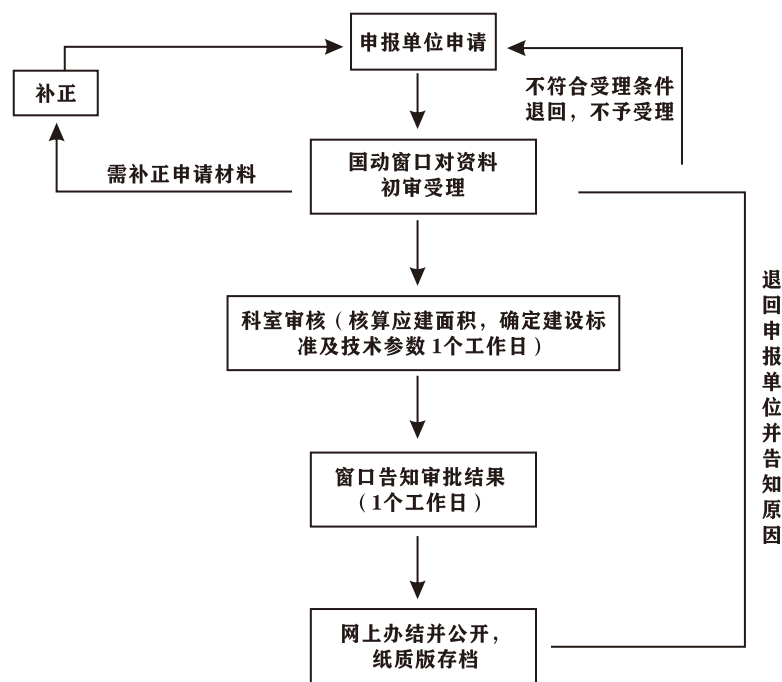 申报单位申请
补正
不符合受理条件
退回，不予受理
国动窗口对资料
初审受理
需补正申请材料
科室审核（核算应建面积，确定建设标
准及技术参数 1个工作日）
窗口告知审批结果
（1个工作日）
网上办结并公开，
纸质版存档
退回申报单位并告知原因